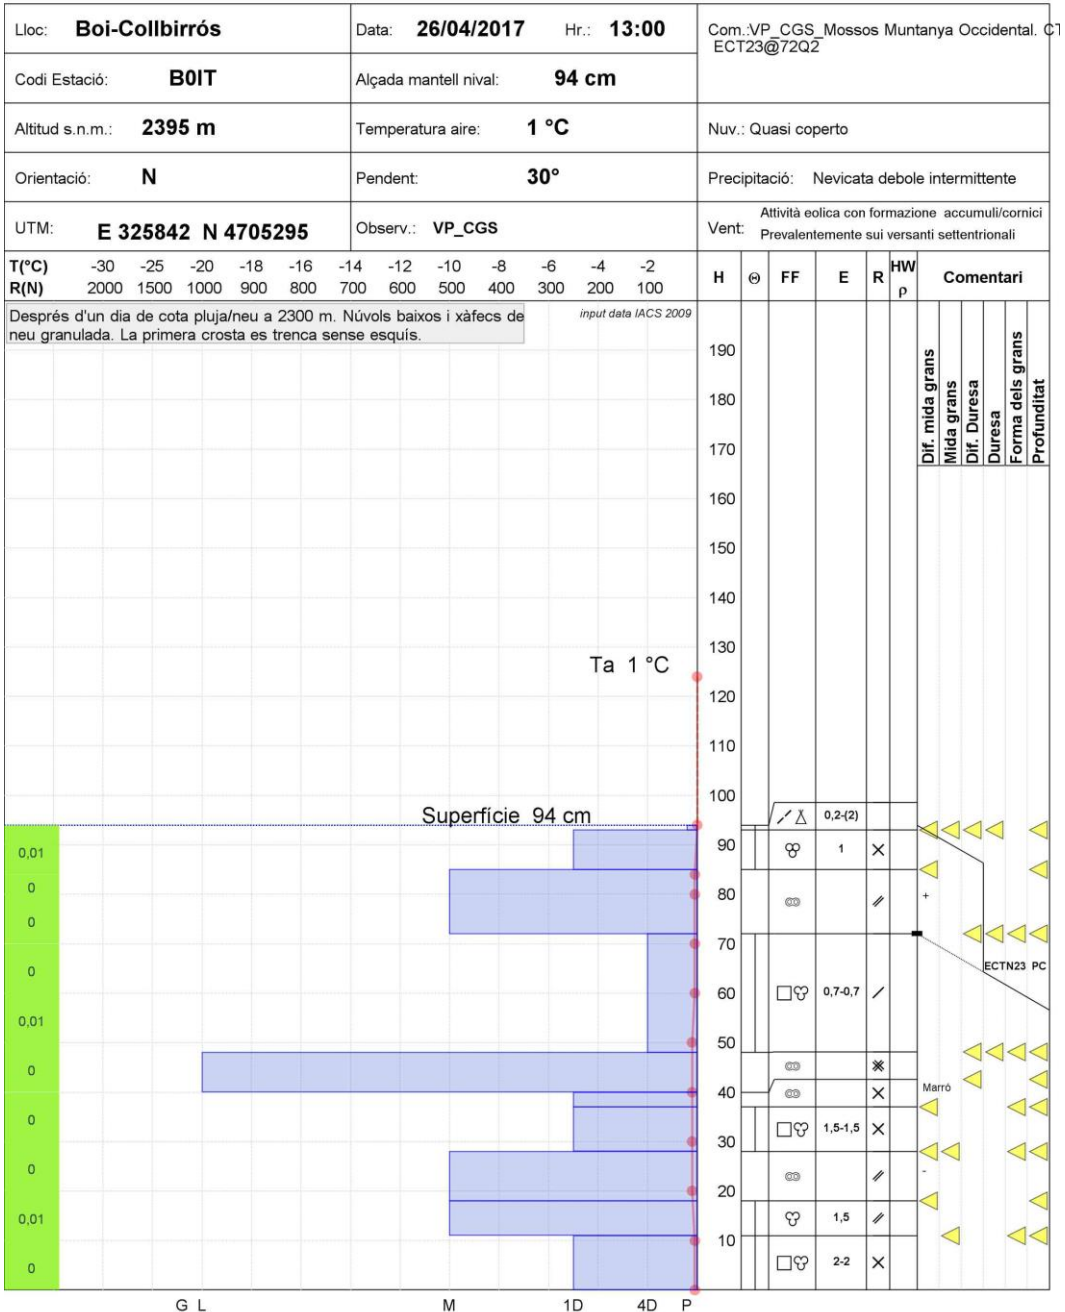 Lloc: Boi-Collbirrós Data: 26/04/2017 Hr.: 13:00 Com.:VP_CGS_Mossos Muntanya Occidental. CT
ECT23@72Q2
Codi Estació: B0IT Alçada mantell nival: 94 cm
Altitud s.n.m.: 2395 m Temperatura aire: 1 °C Nuv.: Quasi coperto
Orientació: N Pendent: 30° Precipitació: Nevicata debole intermittente
UTM: E 325842 N 4705295 Observ.: VP_CGS Vent: Attività eolica con formazione accumuli/cornici
Prevalentemente sui versanti settentrionali
T(°C) -30 -25 -20 -18 -16 -14 -12 -10 -8 -6 -4 -2 H Θ FF E R HW Comentari
R(N) 2000 1500 1000 900 800 700 600 500 400 300 200 100 ρ
Després d'un dia de cota pluja/neu a 2300 m. Núvols baixos i xàfecs de
neu granulada. La primera crosta es trenca sense esquís.
input data IACS 2009
Dif. mida grans
Mida grans
Dif. Duresa
Duresa
Forma dels grans
Profunditat
190
180
170
160
150
140
130
Ta 1 °C
120
110
100
Superfície 94 cm 0,2-(2)
0,01 90 1
0 80 +
0
70
ECTN23 PC
0
60 0,7-0,7
0,01
50
0
40 Marró
0
30 1,5-1,5
0
20 -
0,01 1,5
10
0 2-2
G L M 1D 4D P